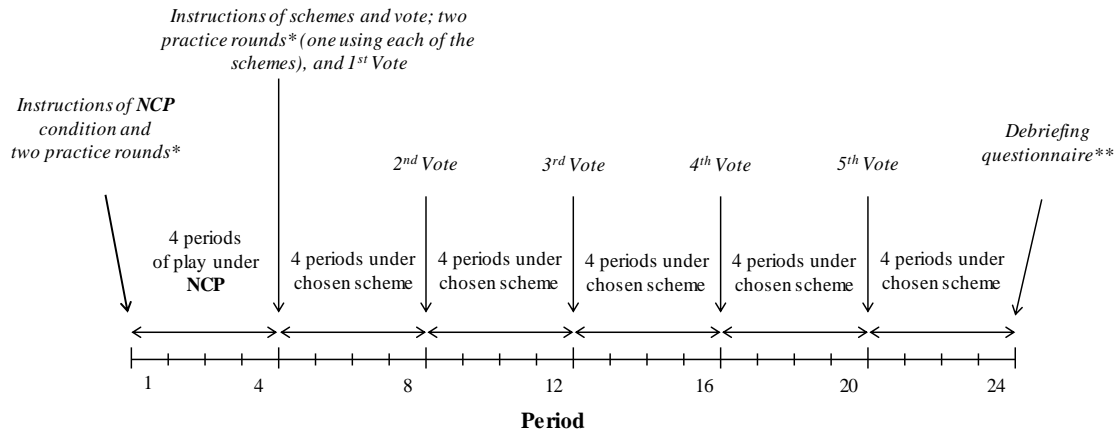 Instructions of schemes and vote; two
practice rounds* (one using each of the
schemes), and 1st Vote
Instructions of NCP
condition and
two practice rounds*
2nd Vote
3rd Vote
4th Vote
5th Vote
Debriefing
questionnaire**
4 periods
of play under
NCP
4 periods under
chosen scheme
4 periods under
chosen scheme
4 periods under
chosen scheme
4 periods under
chosen scheme
4 periods under
chosen scheme
1 4 8 12 16 20 24
Period